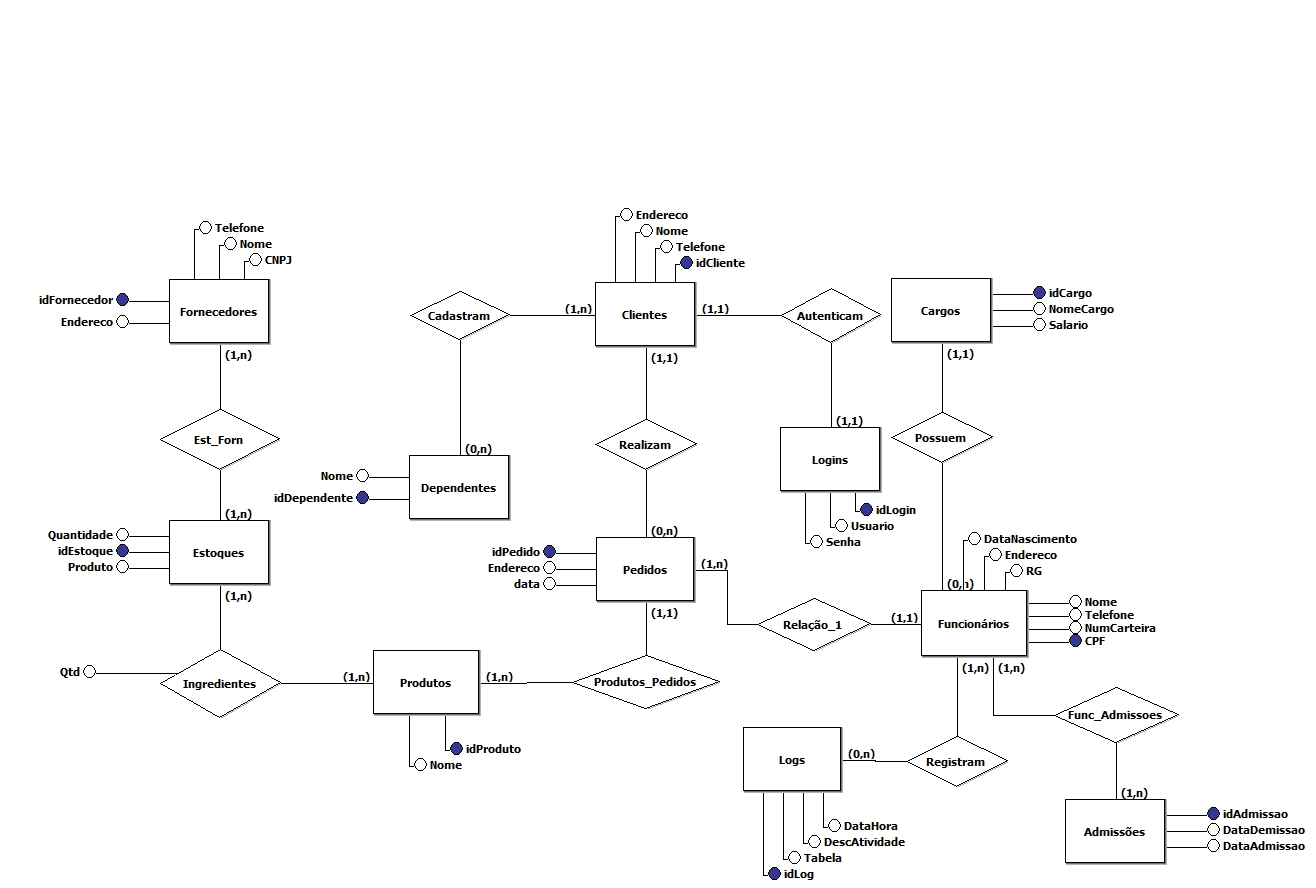 Telefone
Nome
CNPJ
idFornecedor
Endereco
Fornecedores
(1,n)
Est_Forn
(1,n)
Quantidade
idEstoque
Produto
Estoques
(1,n)
Qtd
Ingredientes
(1,n)
Produtos
(1,n)
idProduto
Nome
Produtos_Pedidos
Cadastram
(1,n)
(0,n)
Nome
idDependente
Dependentes
Endereco
Nome
Telefone
idCliente
Clientes
(1,1)
(1,1)
Realizam
(0,n)
idPedido
Endereco
data
Pedidos
(1,n)
(1,1)
Autenticam
(1,1)
Logins
idLogin
Usuario
Senha
Cargos
idCargo
NomeCargo
Salario
(1,1)
Possuem
(0,n)
DataNascimento
Endereco
RG
Relação_1
(1,1)
Funcionários
Nome
Telefone
NumCarteira
CPF
(1,n)
(1,n)
Func_Admissoes
Logs
(0,n)
Registram
DataHora
DescAtividade
Tabela
idLog
(1,n)
Admissões
idAdmissao
DataDemissao
DataAdmissao